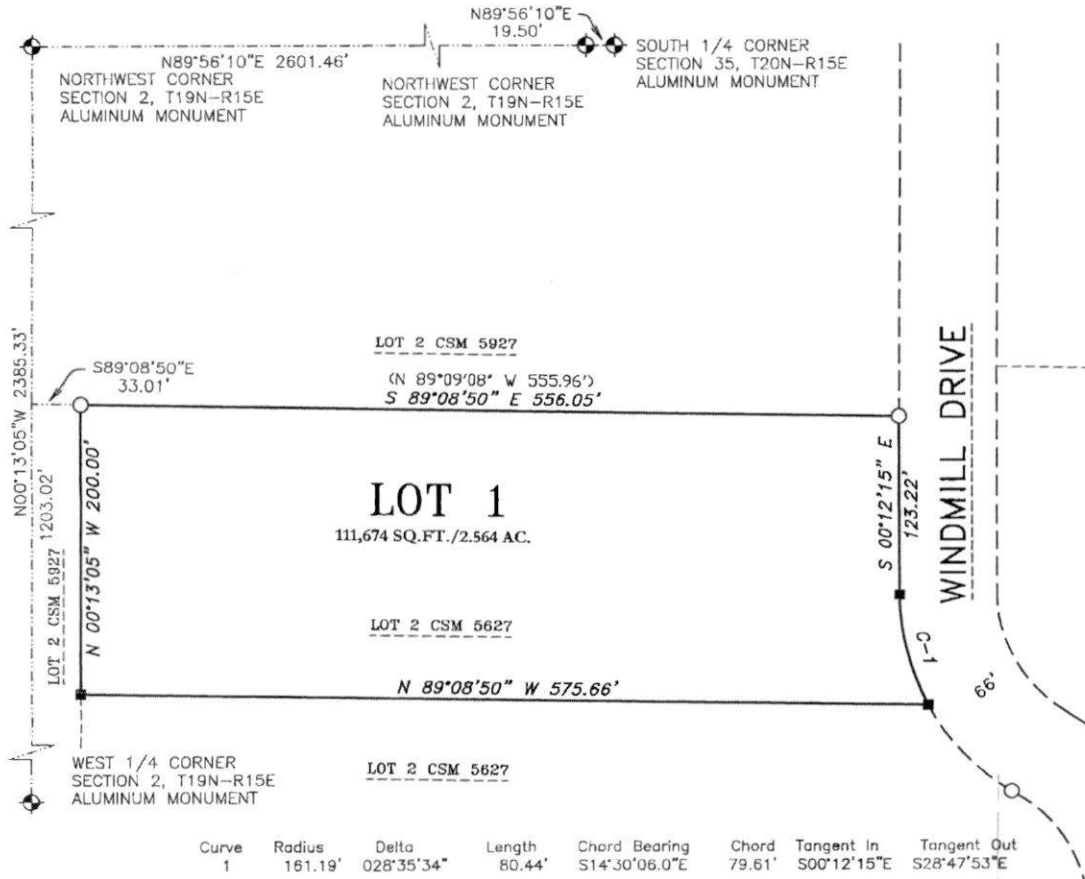 N89°56'10"E
19.50'
N89°56'10"E 2601.46'
NORTHWEST CORNER
SECTION 2, T19N-R15E
ALUMINUM MONUMENT
NORTHWEST CORNER
SECTION 2, T19N-R15E
ALUMINUM MONUMENT
SOUTH 1/4 CORNER
SECTION 35, T20N-R15E
ALUMINUM MONUMENT
N00°13'05"W 2385.33'
S89°08'50"E
33.01'
LOT 2 CSM 5927
(N 89°09'08" W 555.96')
S 89°08'50" E 556.05'
WINDMILL DRIVE
1203.02'
LOT 2 CSM 5927
N 00°13'05" W 200.00'
LOT 1
111,674 SQ.FT./2.564 AC.
S 00°12'15" E
123.22'
LOT 2 CSM 5627
C-1
66'
N 89°08'50" W 575.66'
WEST 1/4 CORNER
SECTION 2, T19N-R15E
ALUMINUM MONUMENT
LOT 2 CSM 5627
Curve Radius Delta Length Chord Bearing Chord Tangent In Tangent Out
1 161.19' 028°35'34" 80.44' S14°30'06.0"E 79.61' S00°12'15"E S28°47'53"E